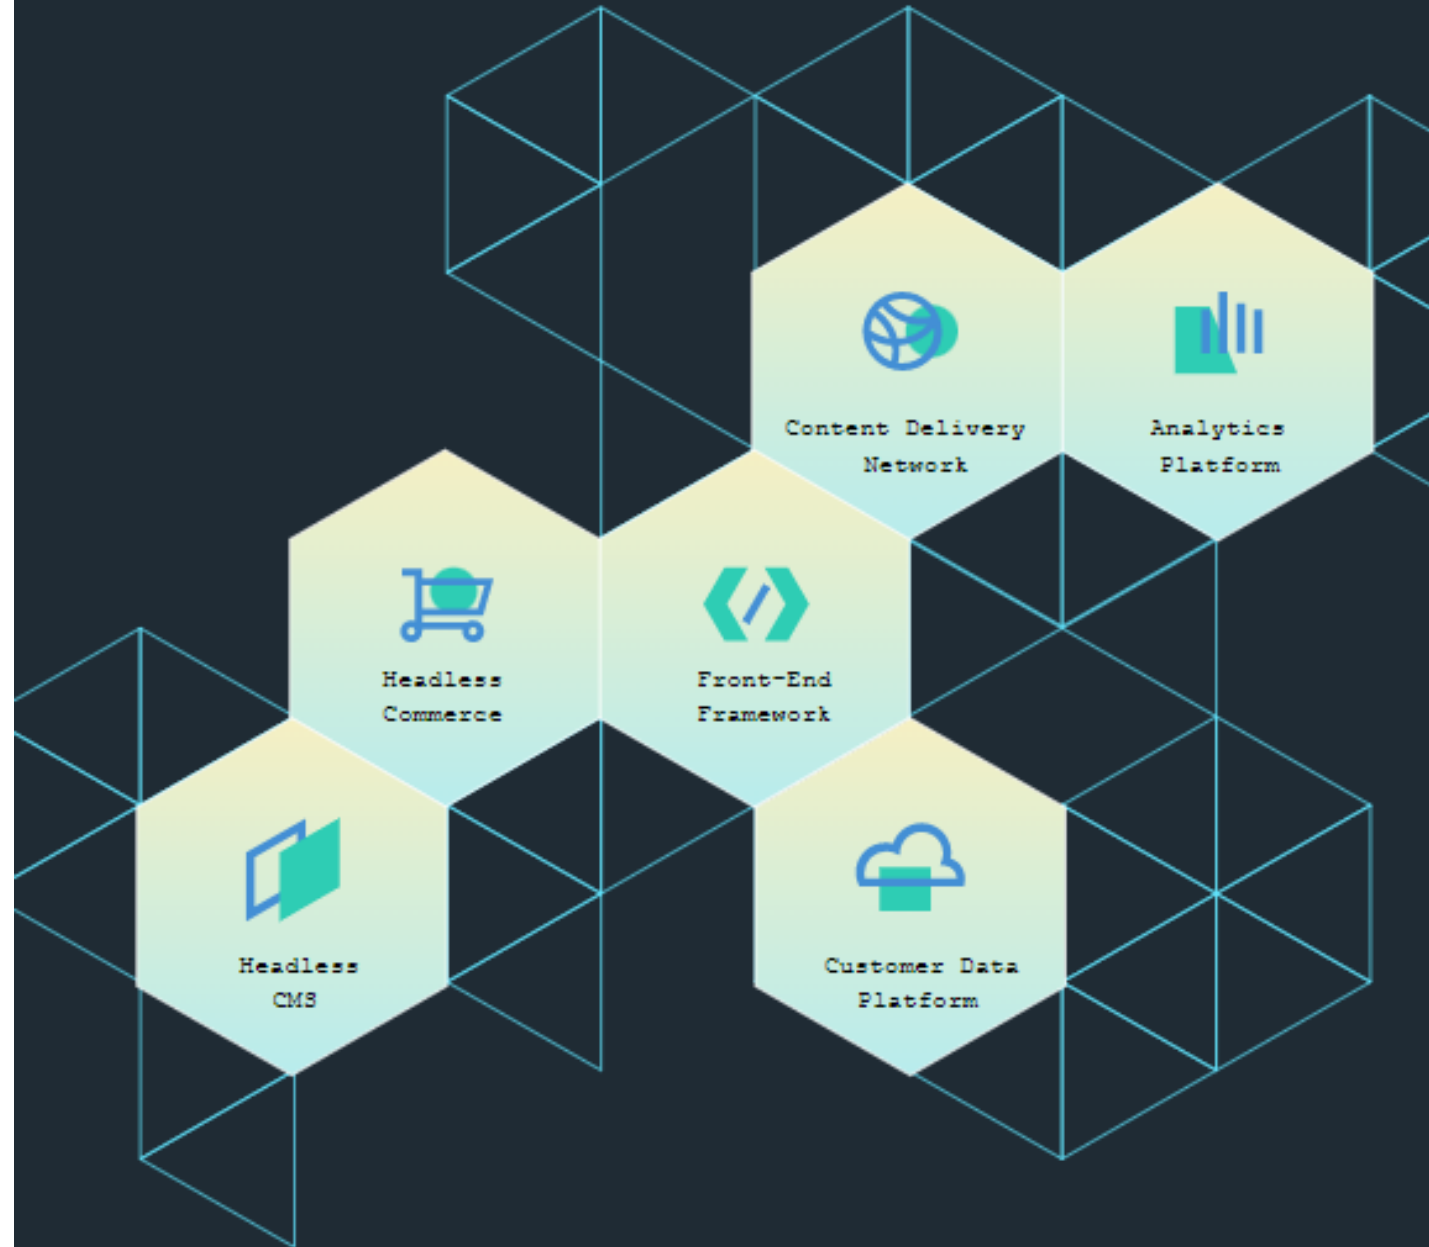 Content Delivery
Network
Analytics
Platform
Headless
Commerce
Front-End
Framework
Headless
CMS
Customer Data
Platform